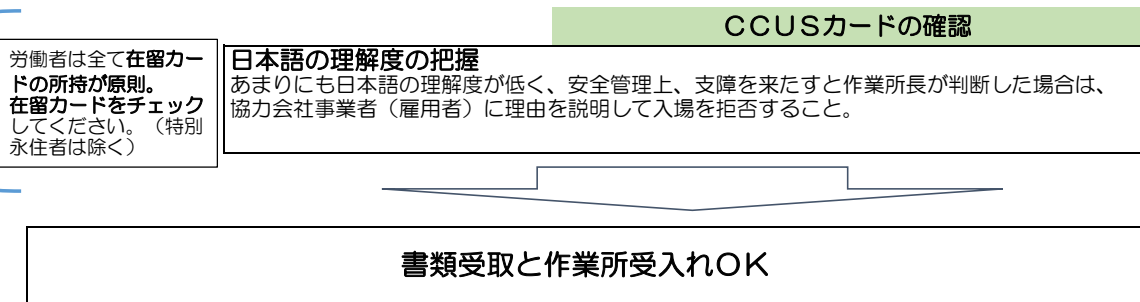 CCUSカードの確認
労働者は全て在留カー
ドの所持が原則。
在留カードをチェック
してください。（特別
永住者は除く）
日本語の理解度の把握
あまりにも日本語の理解度が低く、安全管理上、支障を来たすと作業所長が判断した場合は、
協力会社事業者（雇用者）に理由を説明して入場を拒否すること。
書類受取と作業所受入れOK